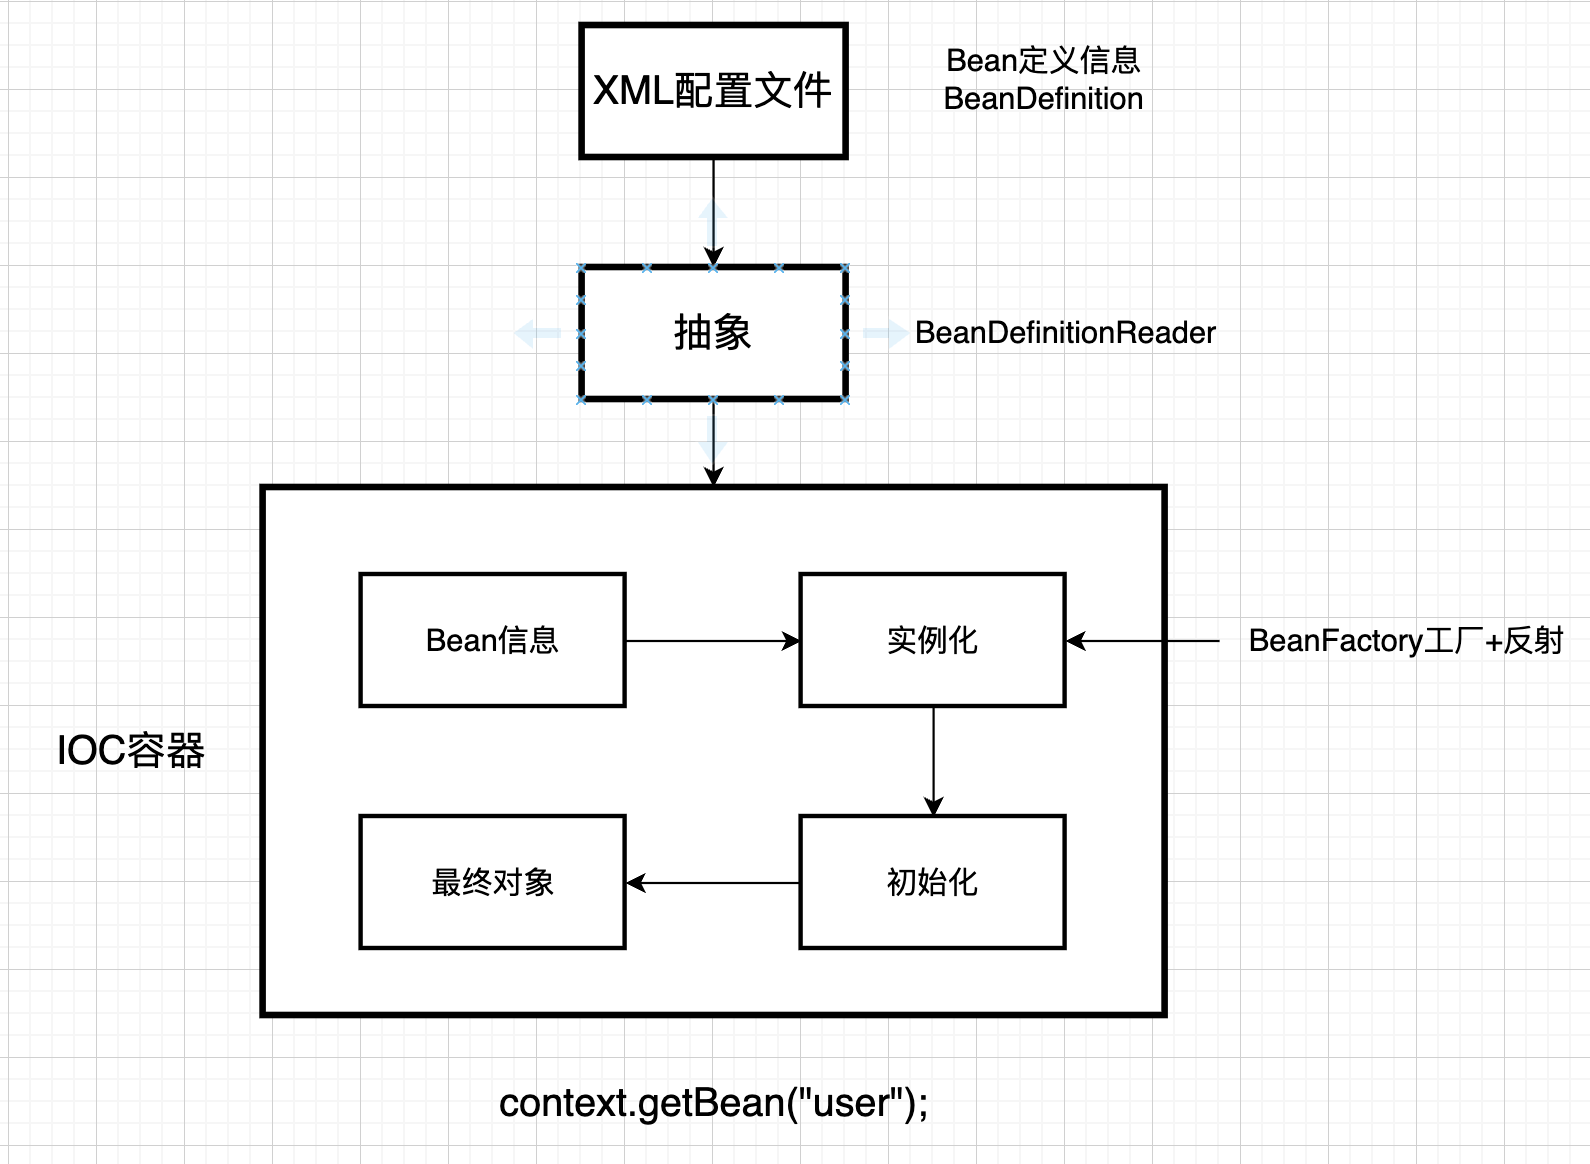 XML配置文件
Bean定义信息
BeanDefinition
抽象
BeanDefinitionReader
Bean信息
实例化
BeanFactory工厂+反射
IOC容器
最终对象
初始化
context.getBean("user");